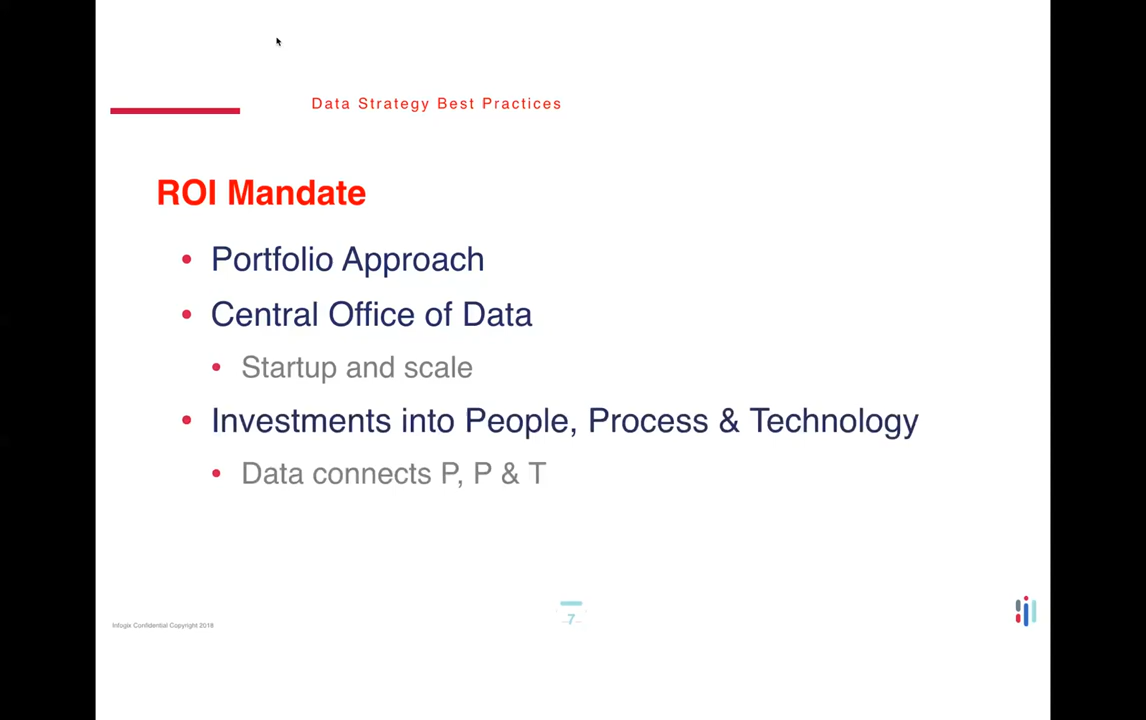 Data Strategy Best Practices
ROI Mandate
• Portfolio Approach
• Central Office of Data
• Startup and scale
• Investments into People, Process & Technology
• Data connects P, P & T
Infogix Confidential Copyright 2018
7